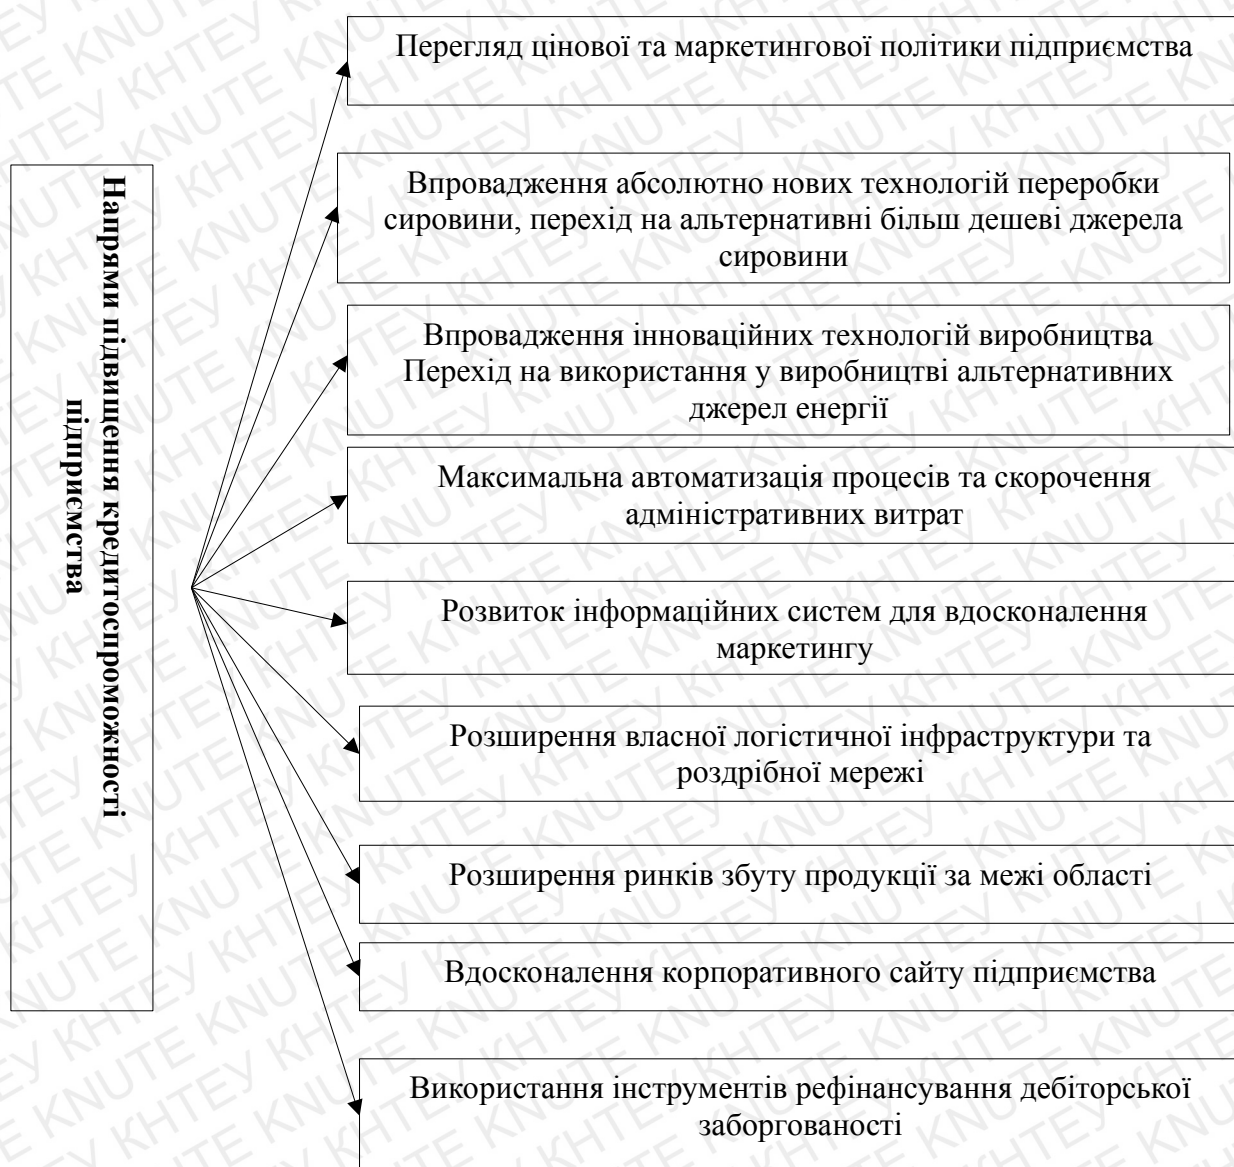 Напрями підвищення кредитоспроможності
підприємства
Перегляд цінової та маркетингової політики підприємства
Впровадження абсолютно нових технологій переробки
сировини, перехід на альтернативні більш дешеві джерела
сировини
Впровадження інноваційних технологій виробництва
Перехід на використання у виробництві альтернативних
джерел енергії
Максимальна автоматизація процесів та скорочення
адміністративних витрат
Розвиток інформаційних систем для вдосконалення
маркетингу
Розширення власної логістичної інфраструктури та
роздрібної мережі
Розширення ринків збуту продукції за межі області
Вдосконалення корпоративного сайту підприємства
Використання інструментів рефінансування дебіторської
заборгованості